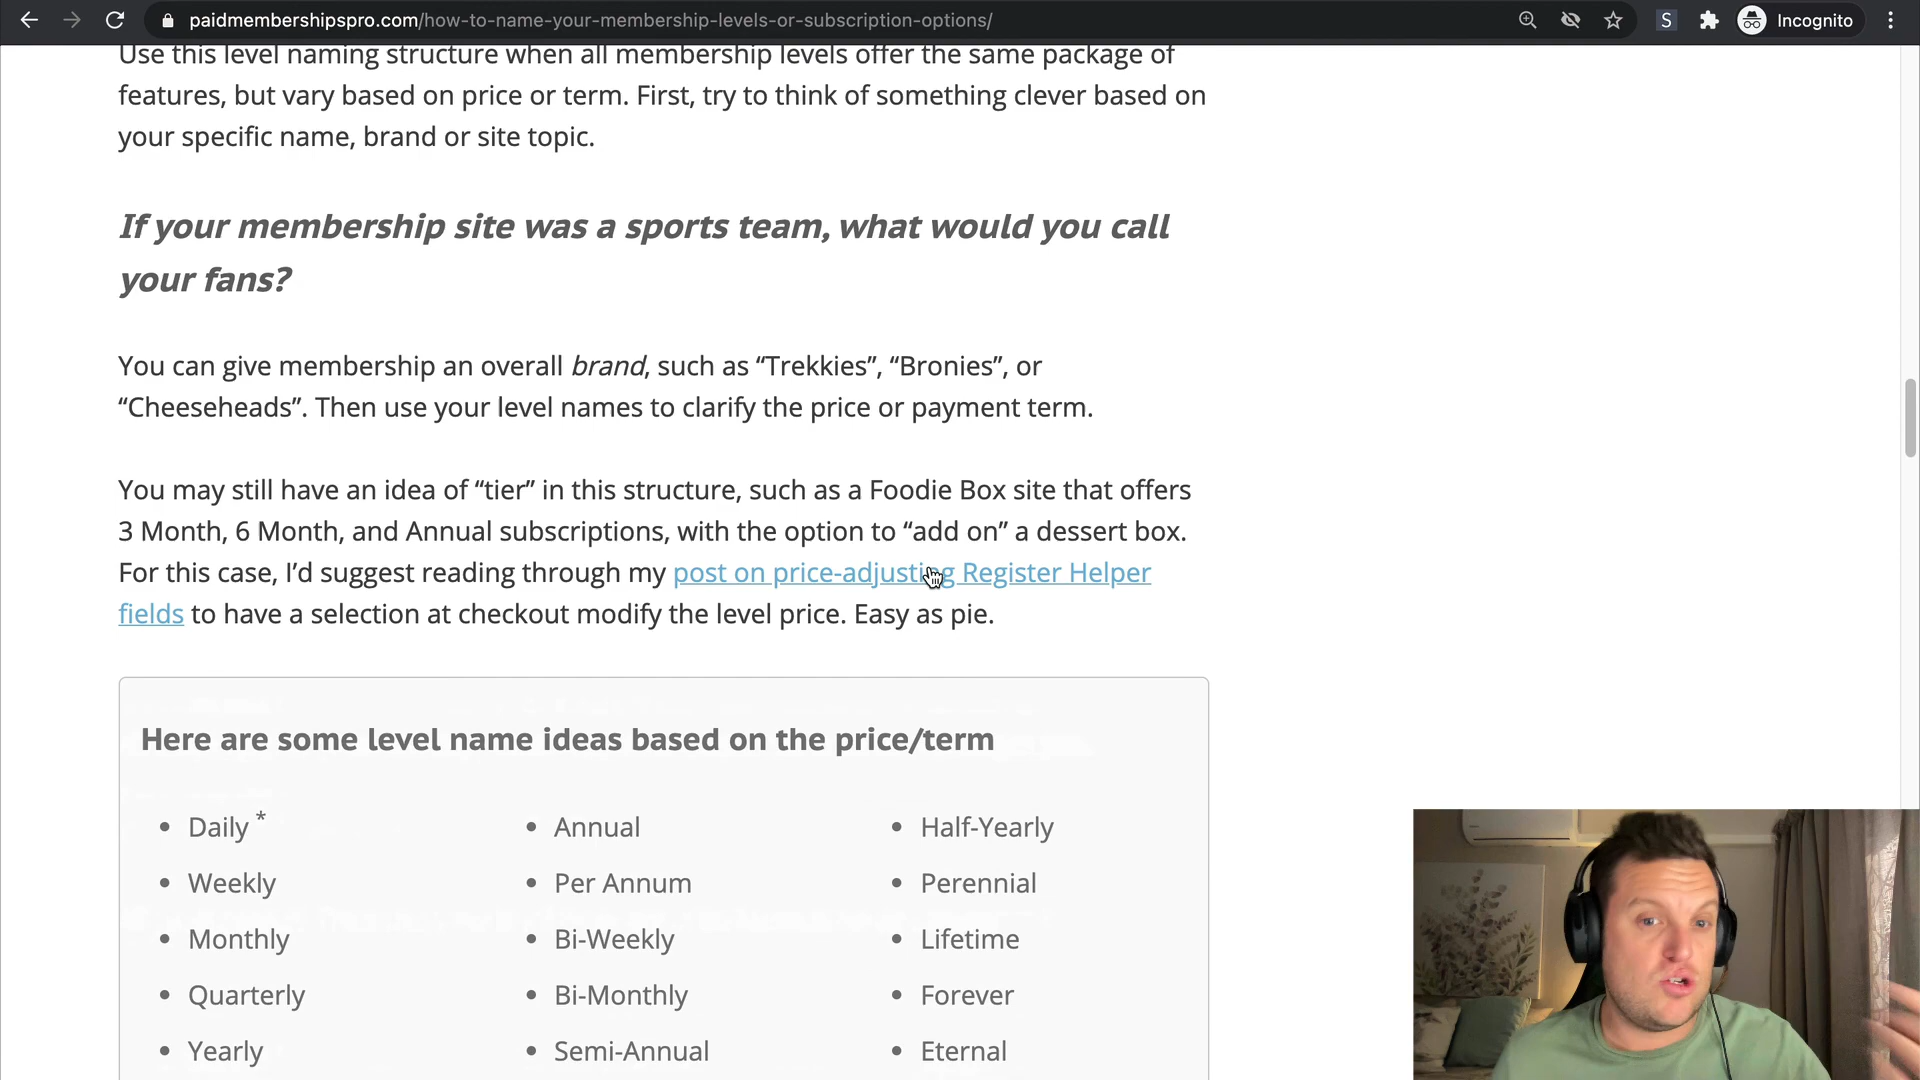 paidmembershipspro.com/how-to-name-your-membership-levels-or-subscription-options/
S
Incognito
Use this level naming structure when all membership levels offer the same package of
features, but vary based on price or term. First, try to think of something clever based on
your specific name, brand or site topic.
If your membership site was a sports team, what would you call
your fans?
You can give membership an overall brand, such as “Trekkies”, “Bronies”, or
“Cheeseheads”. Then use your level names to clarify the price or payment term.
You may still have an idea of “tier” in this structure, such as a Foodie Box site that offers
3 Month, 6 Month, and Annual subscriptions, with the option to “add on” a dessert box.
For this case, I’d suggest reading through my post on price-adjusting Register Helper
fields to have a selection at checkout modify the level price. Easy as pie.
Here are some level name ideas based on the price/term
• Daily *
• Weekly
• Monthly
• Quarterly
• Yearly
• Annual
• Per Annum
• Bi-Weekly
• Bi-Monthly
• Semi-Annual
• Half-Yearly
• Perennial
• Lifetime
• Forever
• Eternal